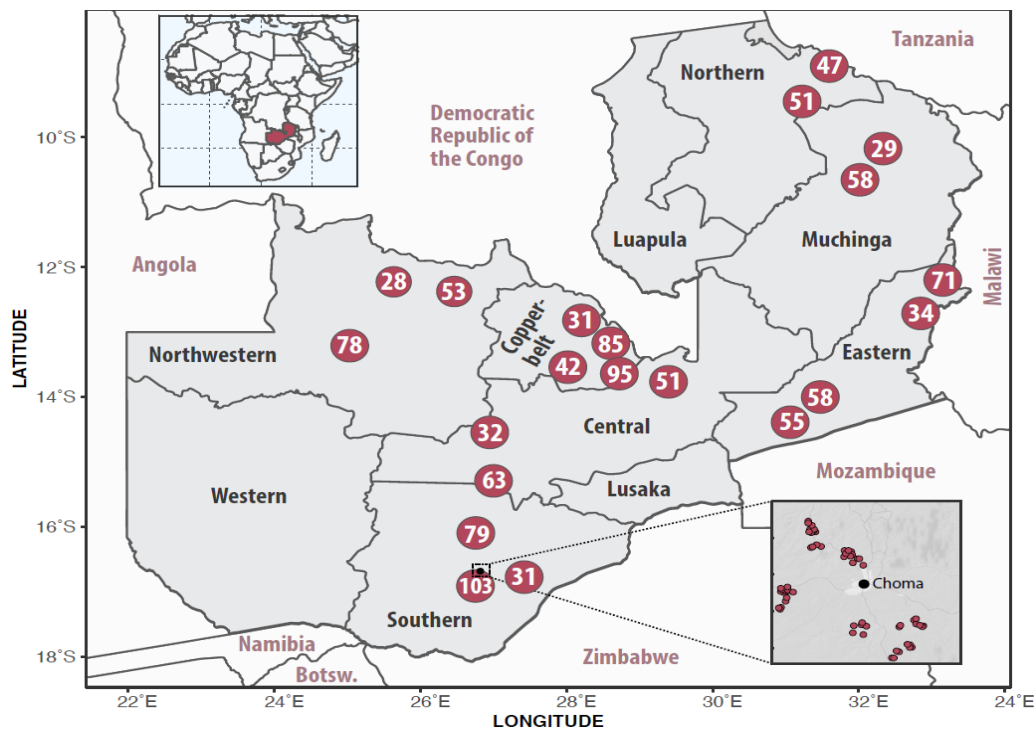 Tanzania
Northern
47
51
Democratic
Republic of
the Congo
10°S
29
58
Luapula
Muchinga
Angola
12°S
Malawi
71
28
53
34
31
Copper-
belt
85
78
Northwestern
Eastern
42
95
51
LATITUDE
14°S
58
55
32
Central
63
Mozambique
Western
Lusaka
16°S
79
103
31
Choma
Southern
Namibia
18°S
Botsw.
Zimbabwe
22°E
24°E
26°E
28°E
30°E
32°E
24°E
LONGITUDE